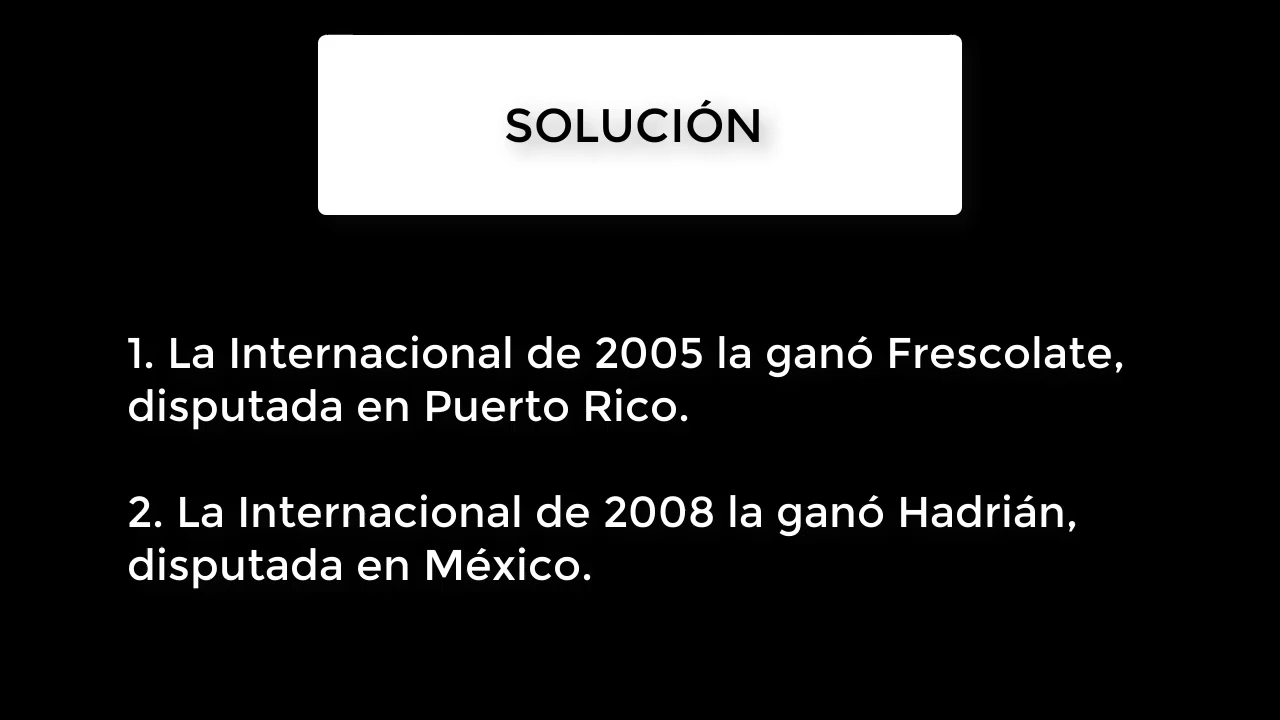 SOLUCIÓN
1. La Internacional de 2005 la ganó Frescolate,
disputada en Puerto Rico.
2. La Internacional de 2008 la ganó Hadrián,
disputada en México.